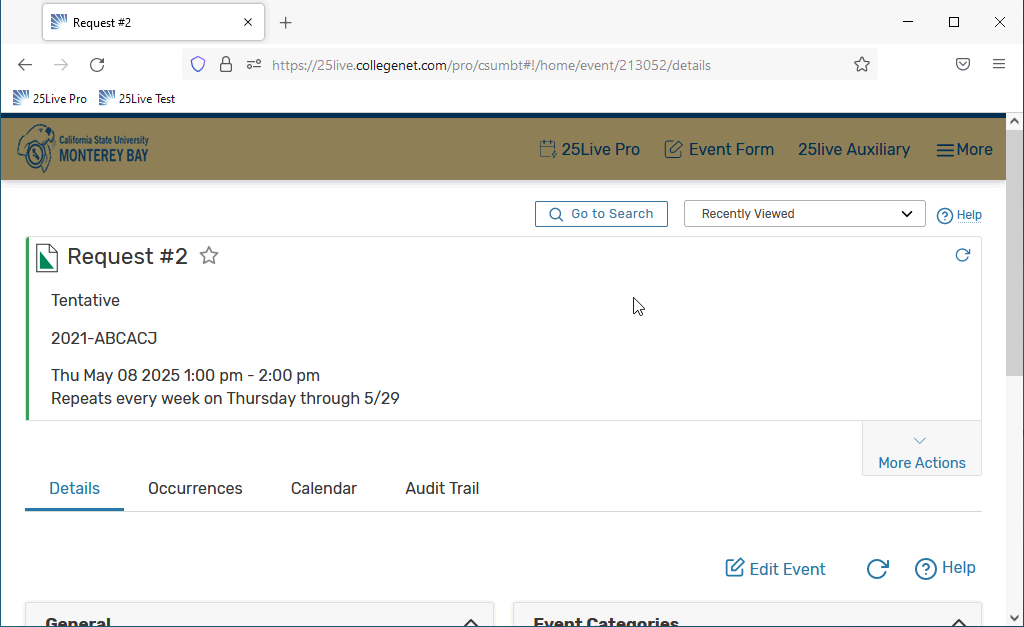 Request #2
https://25live.collegenet.com/pro/csumbt#!/home/event/213052/details
25Live Pro 25Live Test
California State University
MONTEREY BAY
25Live Pro Event Form 25live Auxiliary More
Go to Search Recently Viewed Help
Request #2
Tentative
2021-ABCACJ
Thu May 08 2025 1:00 pm - 2:00 pm
Repeats every week on Thursday through 5/29
More Actions
Details Occurrences Calendar Audit Trail
Edit Event Help
General Event Categories